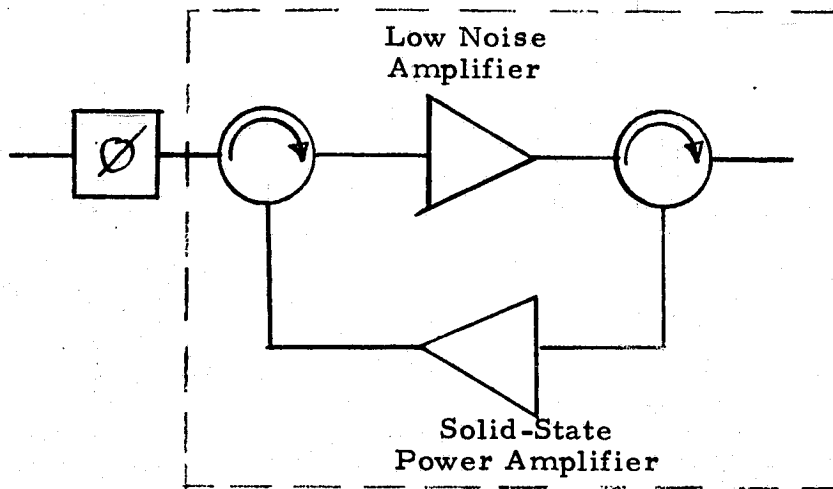 Low Noise
Amplifier
Ø
Solid-State
Power Amplifier